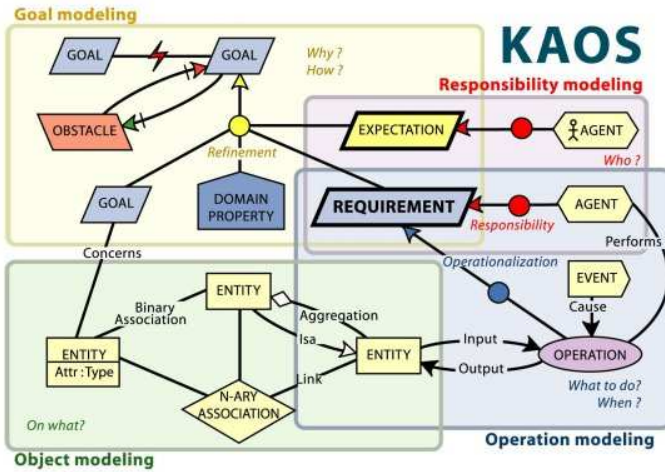 Goal modeling
KAOS
GOAL
GOAL
Why ?
How ?
Responsibility modeling
OBSTACLE
EXPECTATION
AGENT
Refinement
Who ?
GOAL
DOMAIN
PROPERTY
REQUIREMENT
AGENT
Responsibility
Performs
Concerns
Operationalization
EVENT
Cause
Binary
Association
ENTITY
Aggregation
Isa
ENTITY
Attr :Type
ENTITY
Input
Output
OPERATION
Link
N-ARY
ASSOCIATION
What to do?
When ?
On what?
Object modeling
Operation modeling